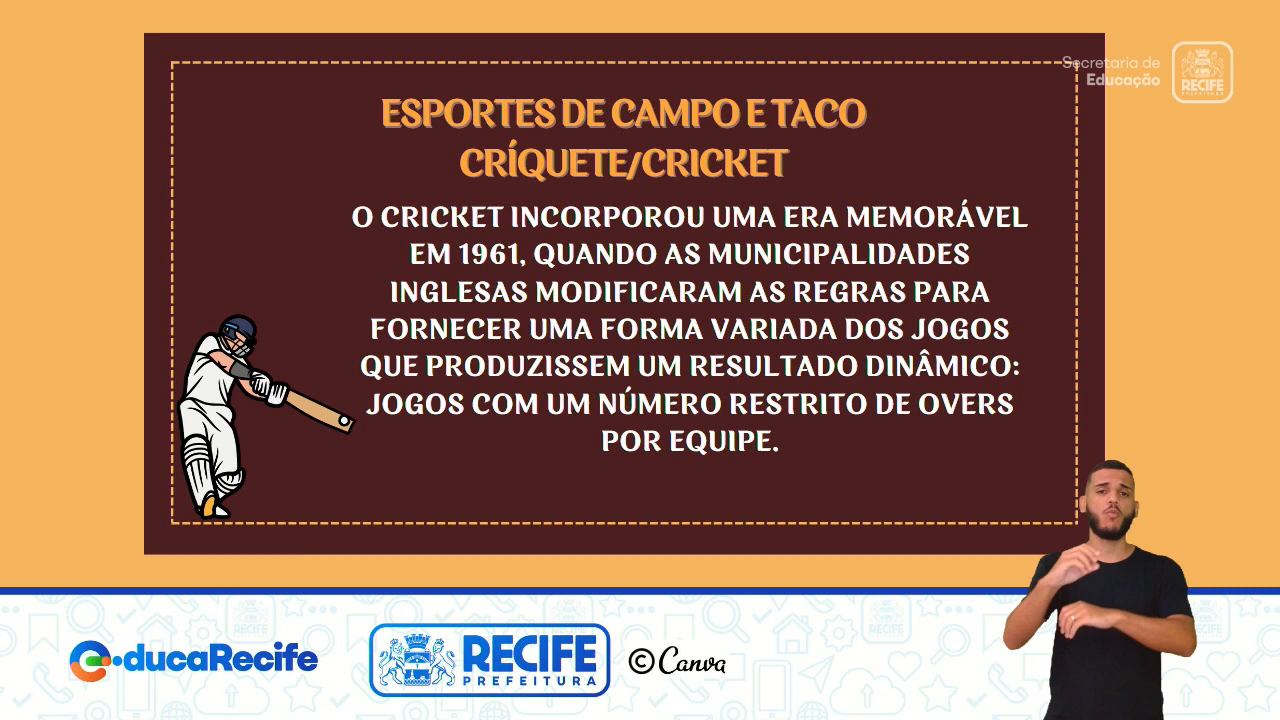 Secretaria de
Educação
RECIFE
PREFEITURA
ESPORTES DE CAMPO E TACO
CRÍQUETE/CRICKET
O CRICKET INCORPOROU UMA ERA MEMORÁVEL
EM 1961, QUANDO AS MUNICIPALIDADES
INGLESAS MODIFICARAM AS REGRAS PARA
FORNECER UMA FORMA VARIADA DOS JOGOS
QUE PRODUZISSEM UM RESULTADO DINÂMICO:
JOGOS COM UM NÚMERO RESTRITO DE OVERS
POR EQUIPE.
educaRecife
RECIFE
PREFEITURA
© Canva